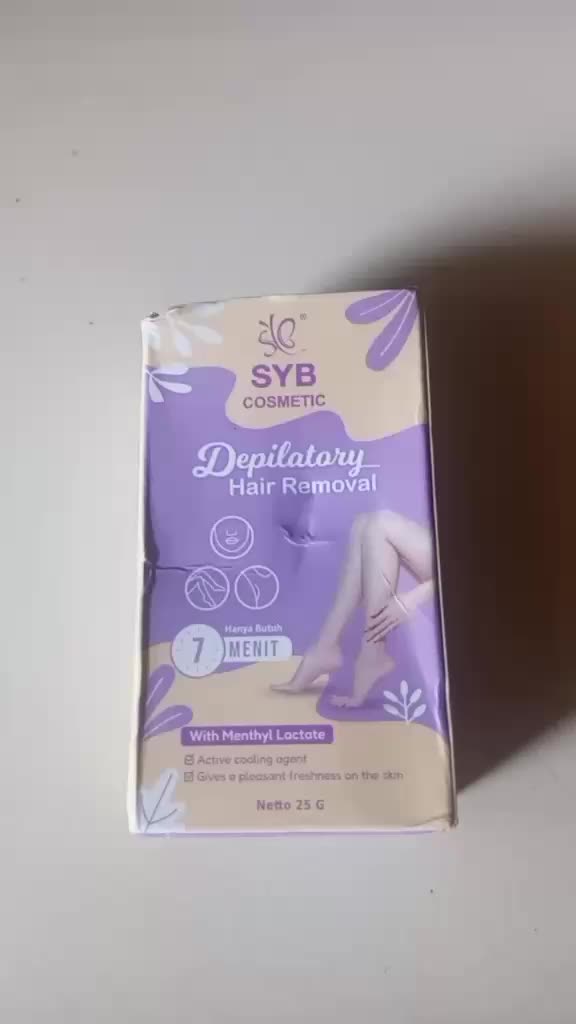 ®
SYB
COSMETIC
Depilatory
Hair Removal
Hanya Butuh
7 MENIT
With Menthyl Lactate
Active cooling agent
Gives a pleasant freshness on the skin
Netto 25 G